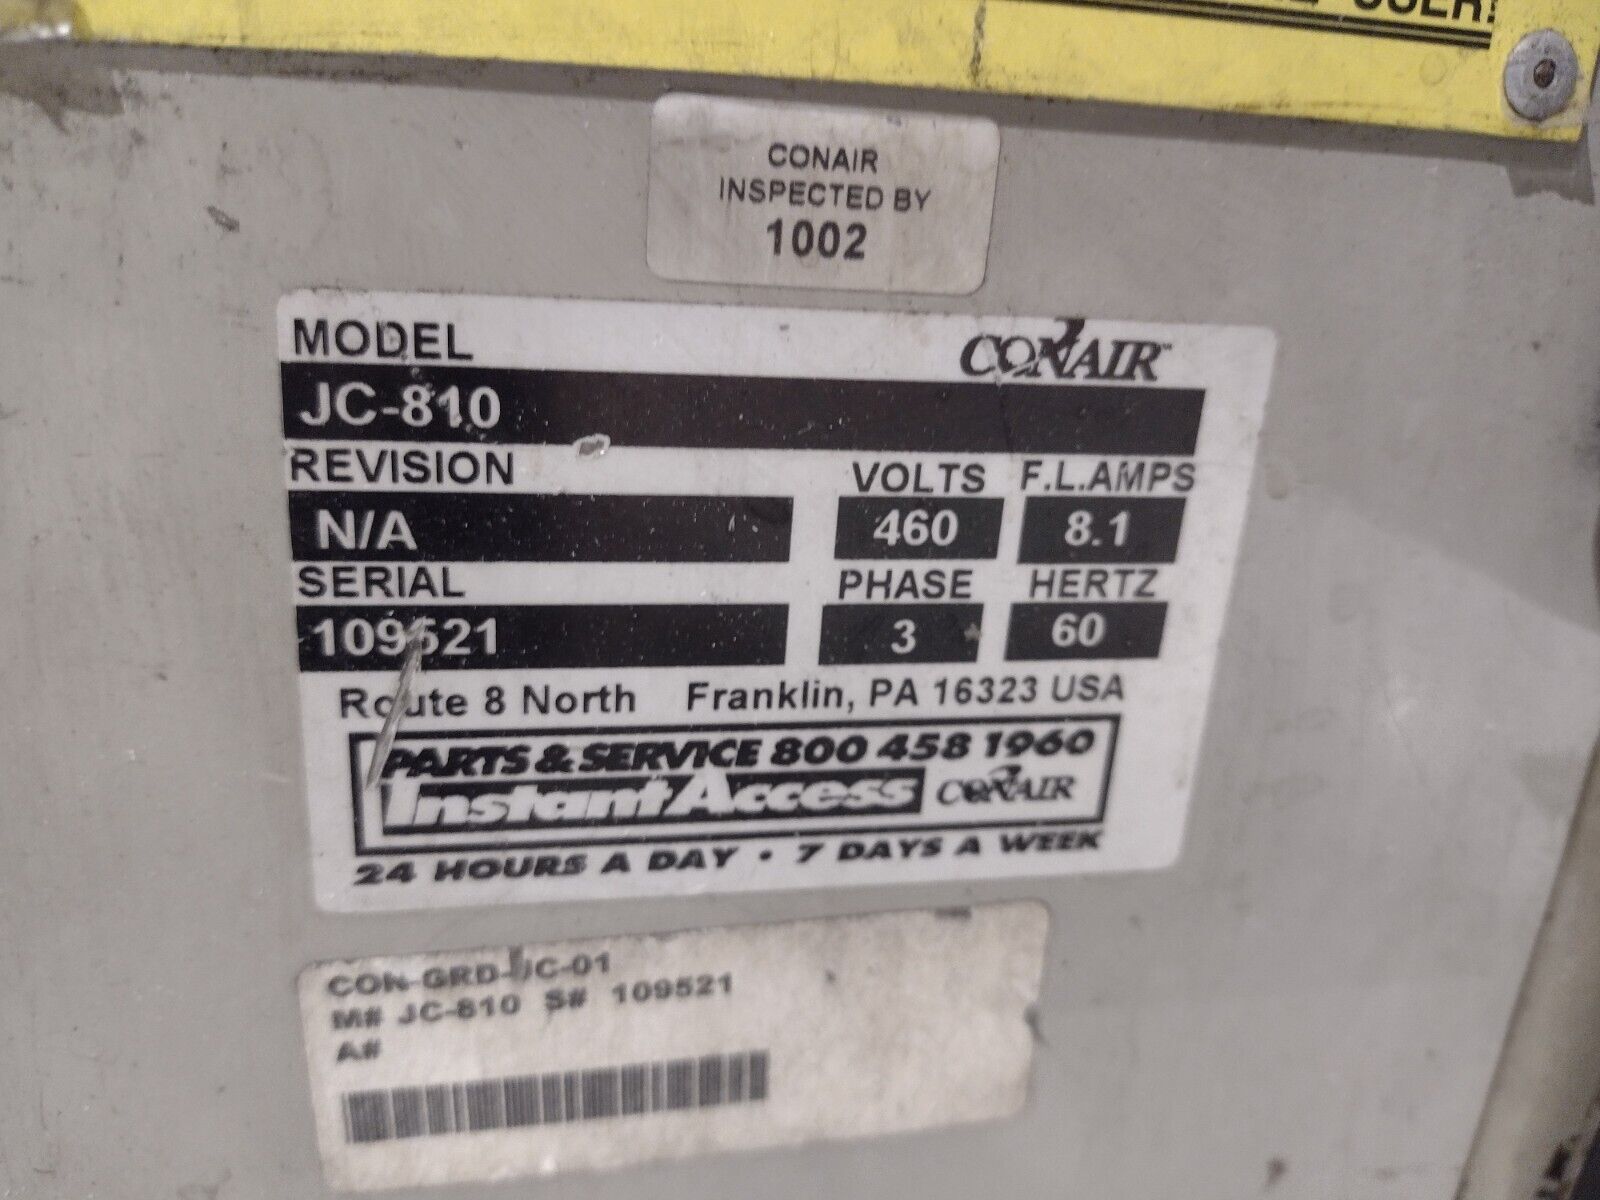 USER!
CONAIR
INSPECTED BY
1002
MODEL CONAIR™
JC-810
REVISION VOLTS F.L.AMPS
N/A 460 8.1
SERIAL PHASE HERTZ
109521 3 60
Route 8 North Franklin, PA 16323 USA
PARTS & SERVICE 800 458 1960
Instant Access CONAIR
24 HOURS A DAY • 7 DAYS A WEEK
CON-GRD-JC-01
M# JC-810 S# 109521
A#